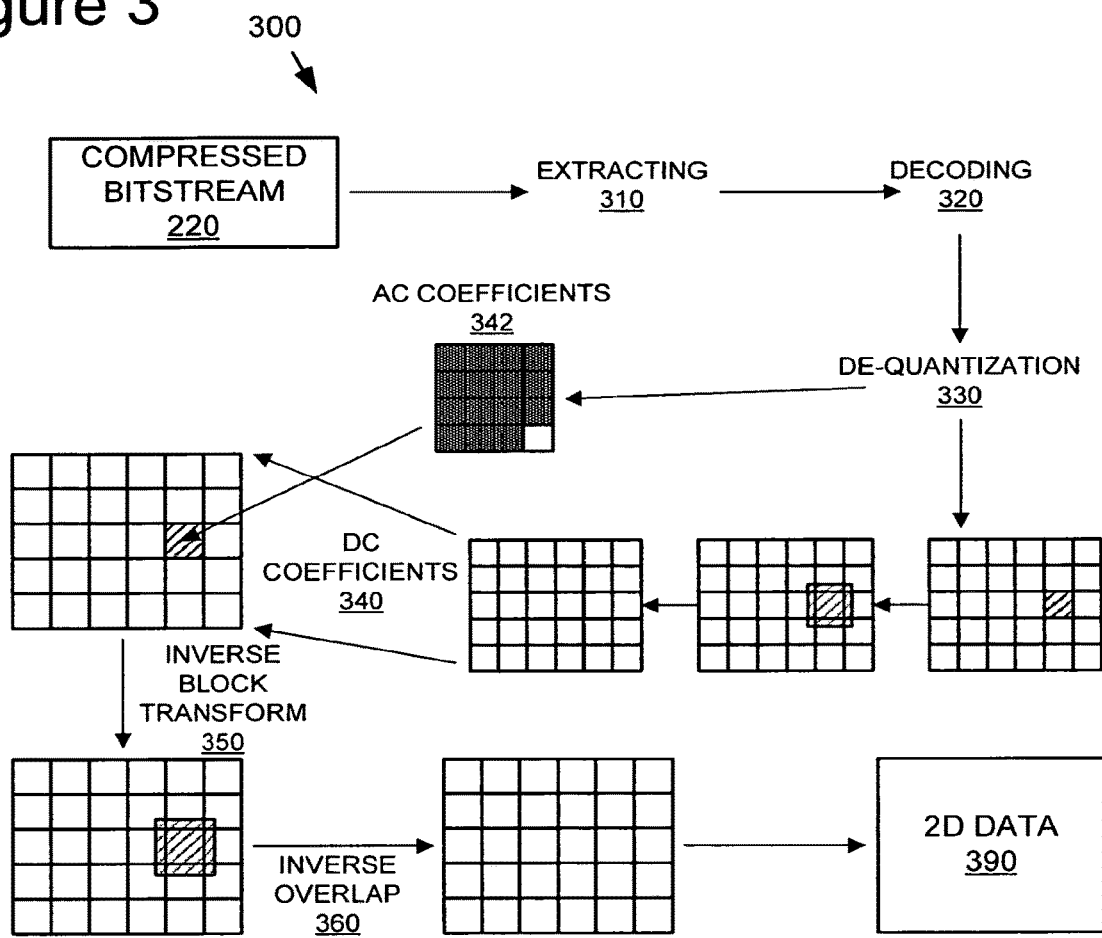 gure 3
300
COMPRESSED
BITSTREAM
220
EXTRACTING
310
DECODING
320
AC COEFFICIENTS
342
DE-QUANTIZATION
330
DC
COEFFICIENTS
340
INVERSE
BLOCK
TRANSFORM
350
INVERSE
OVERLAP
360
2D DATA
390